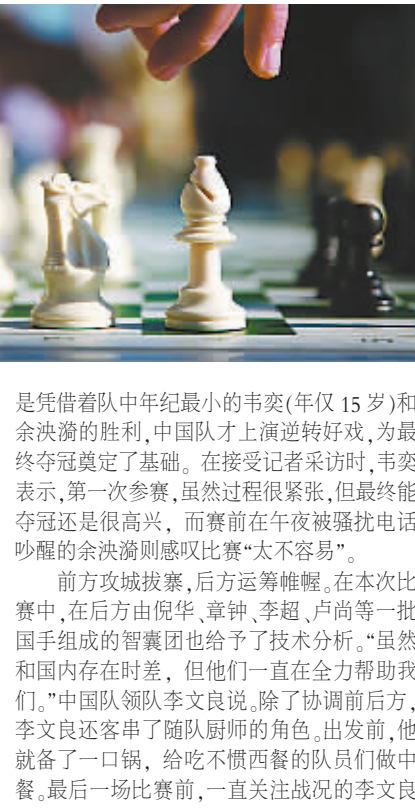 是凭借着队中年纪最小的韦奕(年仅 15 岁)和
余泱漪的胜利,中国队才上演逆转好戏,为最
终夺冠奠定了基础。在接受记者采访时,韦奕
表示,第一次参赛,虽然过程很紧张,但最终能
夺冠还是很高兴，而赛前在午夜被骚扰电话
吵醒的余泱漪则感叹比赛“太不容易”。
前方攻城拔寨,后方运筹帷幄。在本次比
赛中,在后方由倪华、章钟、李超、卢尚等一批
国手组成的智囊团也给予了技术分析。“虽然
和国内存在时差，但他们一直在全力帮助我
们。”中国队领队李文良说。除了协调前后方,
李文良还客串了随队厨师的角色。出发前,他
就备了一口锅，给吃不惯西餐的队员们做中
餐。最后一场比赛前,一直关注战况的李文良